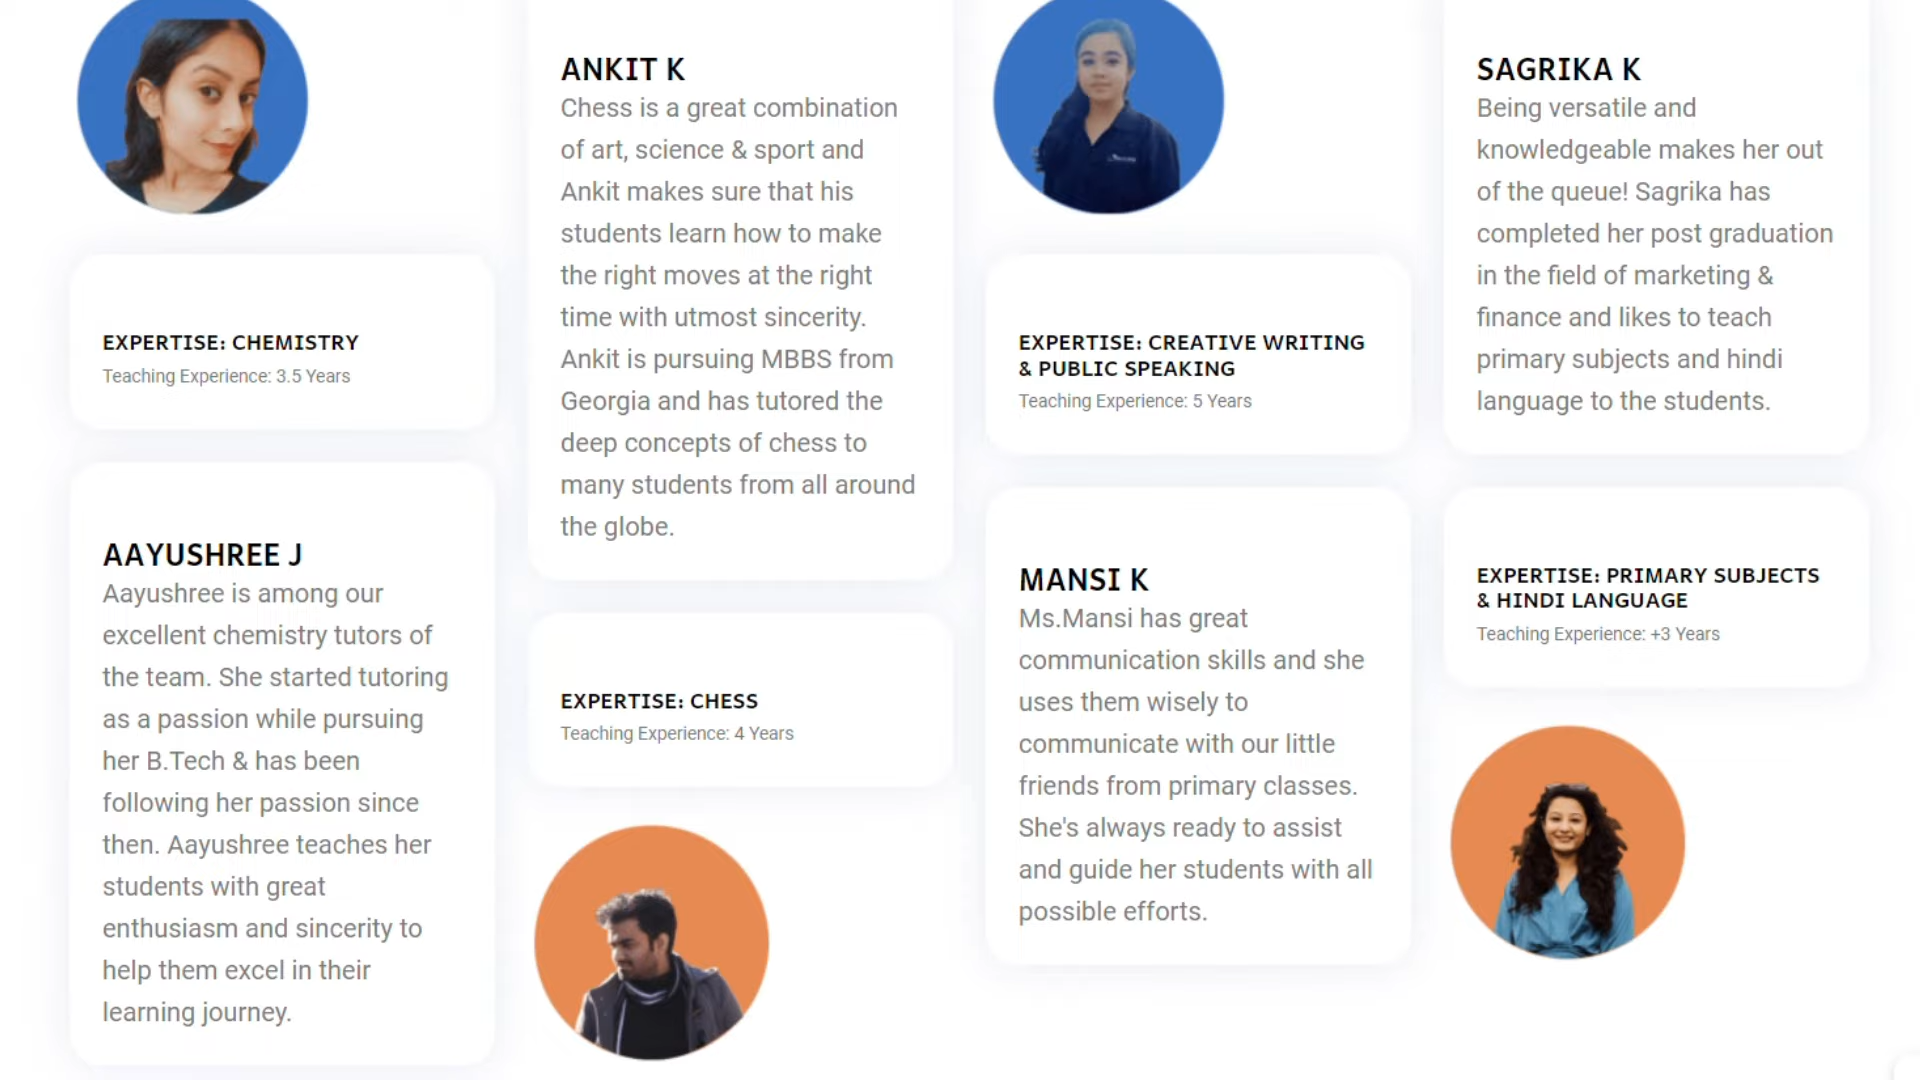 EXPERTISE: CHEMISTRY
Teaching Experience: 3.5 Years
AAYUSHREE J
Aayushree is among our
excellent chemistry tutors of
the team. She started tutoring
as a passion while pursuing
her B.Tech & has been
following her passion since
then. Aayushree teaches her
students with great
enthusiasm and sincerity to
help them excel in their
learning journey.
ANKIT K
Chess is a great combination
of art, science & sport and
Ankit makes sure that his
students learn how to make
the right moves at the right
time with utmost sincerity.
Ankit is pursuing MBBS from
Georgia and has tutored the
deep concepts of chess to
many students from all around
the globe.
EXPERTISE: CHESS
Teaching Experience: 4 Years
EXPERTISE: CREATIVE WRITING
& PUBLIC SPEAKING
Teaching Experience: 5 Years
MANSI K
Ms.Mansi has great
communication skills and she
uses them wisely to
communicate with our little
friends from primary classes.
She's always ready to assist
and guide her students with all
possible efforts.
SAGRIKA K
Being versatile and
knowledgeable makes her out
of the queue! Sagrika has
completed her post graduation
in the field of marketing &
finance and likes to teach
primary subjects and hindi
language to the students.
EXPERTISE: PRIMARY SUBJECTS
& HINDI LANGUAGE
Teaching Experience: +3 Years